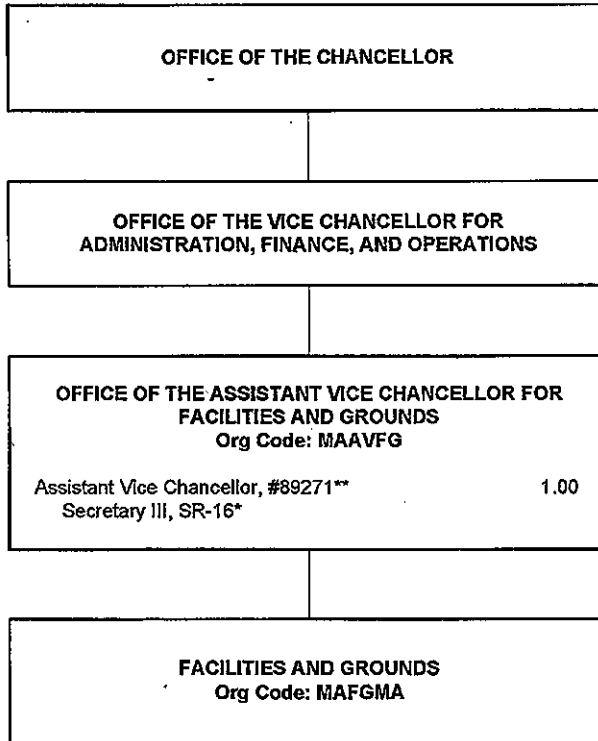 OFFICE OF THE CHANCELLOR
OFFICE OF THE VICE CHANCELLOR FOR
ADMINISTRATION, FINANCE, AND OPERATIONS
OFFICE OF THE ASSISTANT VICE CHANCELLOR FOR
FACILITIES AND GROUNDS
Org Code: MAAVFG
Assistant Vice Chancellor, #89271** 1.00
Secretary III, SR-16*
FACILITIES AND GROUNDS
Org Code: MAFGMA